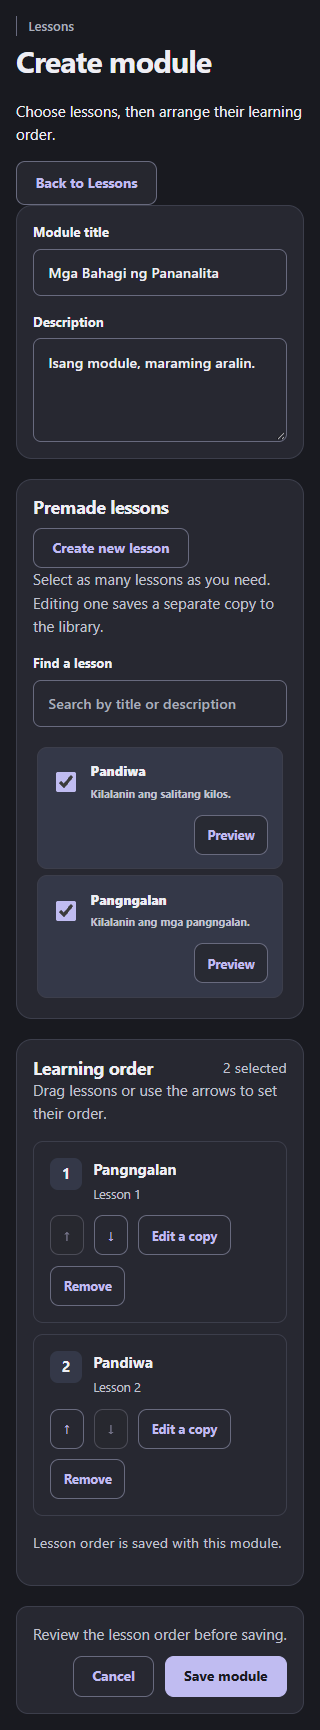 Lessons
Create module
Choose lessons, then arrange their learning
order.
Back to Lessons
Module title
Mga Bahagi ng Pananalita
Description
Isang module, maraming aralin.
Premade lessons
Create new lesson
Select as many lessons as you need.
Editing one saves a separate copy to
the library.
Find a lesson
Search by title or description
Pandiwa
Kilalanin ang salitang kilos.
Preview
Pangngalan
Kilalanin ang mga pangngalan.
Preview
Learning order 2 selected
Drag lessons or use the arrows to set
their order.
1 Pangngalan
Lesson 1
↑ ↓ Edit a copy
Remove
2 Pandiwa
Lesson 2
↑ ↓ Edit a copy
Remove
Lesson order is saved with this module.
Review the lesson order before saving.
Cancel Save module